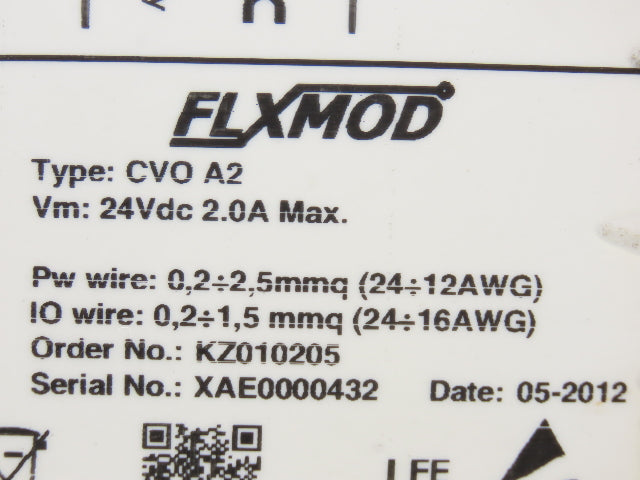 FLXMOD
Type: CVO A2
Vm: 24Vdc 2.0A Max.
Pw wire: 0,2÷2,5mmq (24÷12AWG)
IO wire: 0,2÷1,5 mmq (24÷16AWG)
Order No.: KZ010205
Serial No.: XAE0000432 Date: 05-2012